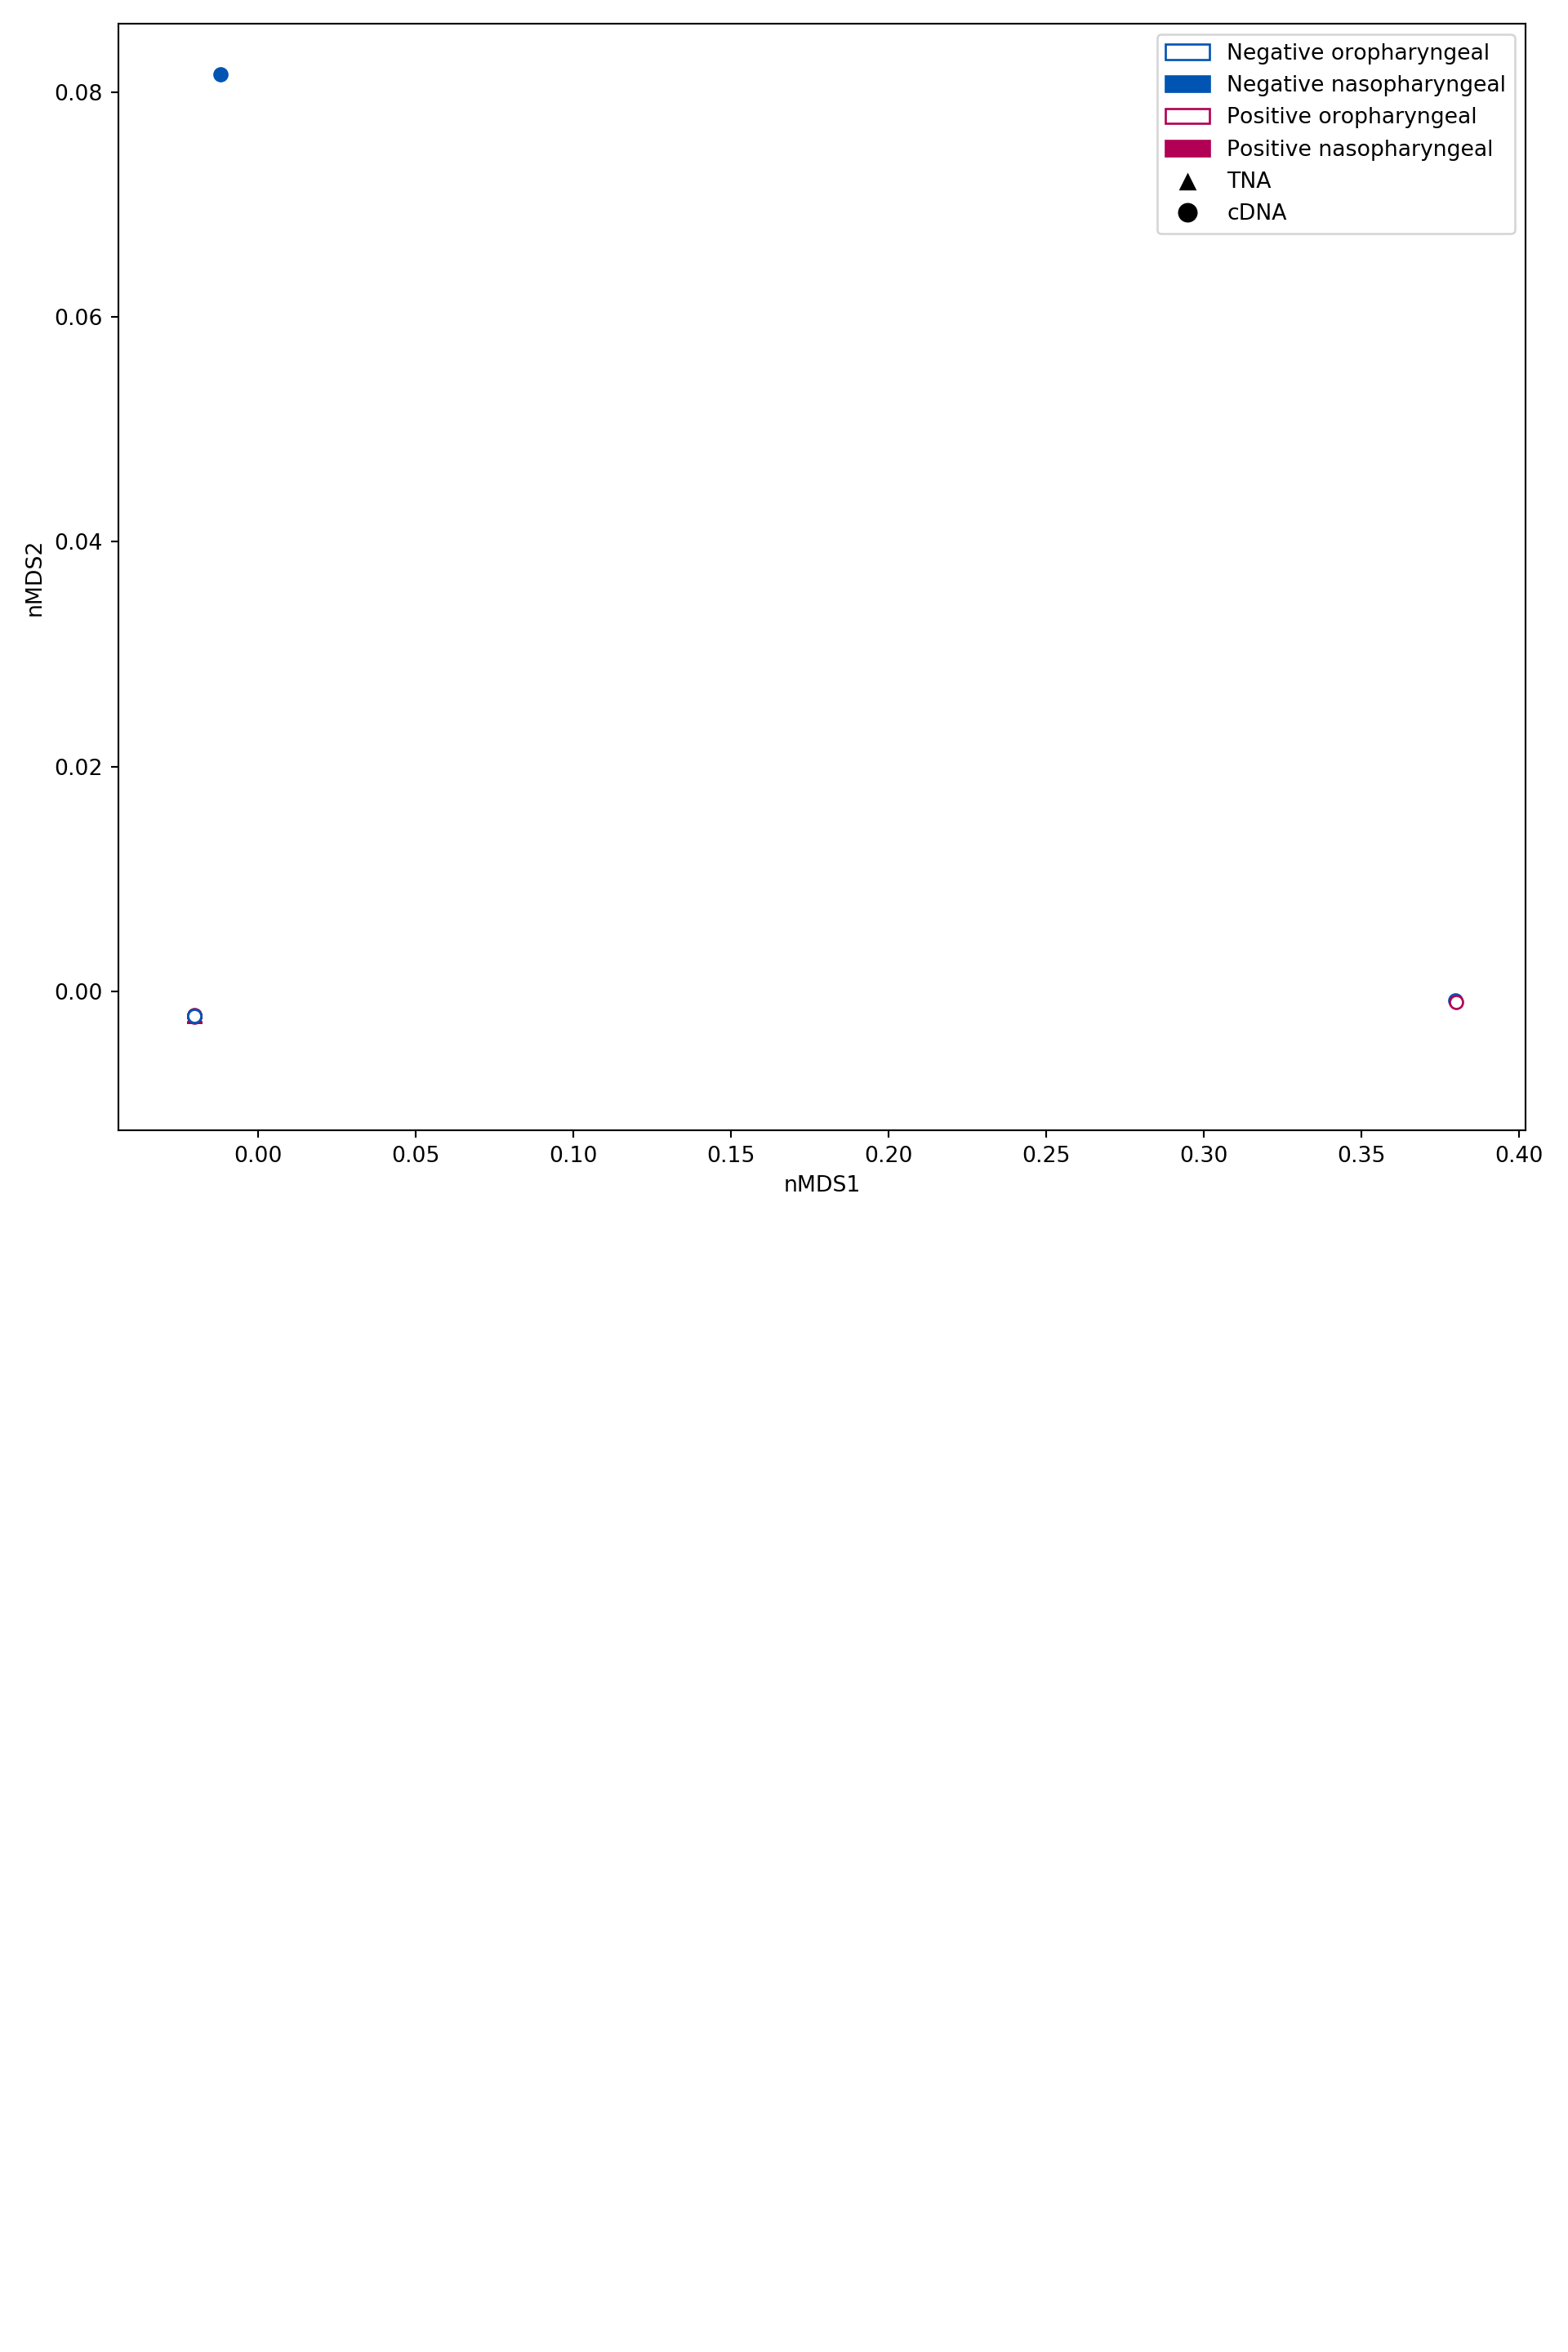 Negative oropharyngeal
Negative nasopharyngeal
Positive oropharyngeal
Positive nasopharyngeal
TNA
cDNA
0.08
0.06
0.04
0.02
0.00
nMDS2
0.00 0.05 0.10 0.15 0.20 0.25 0.30 0.35 0.40
nMDS1